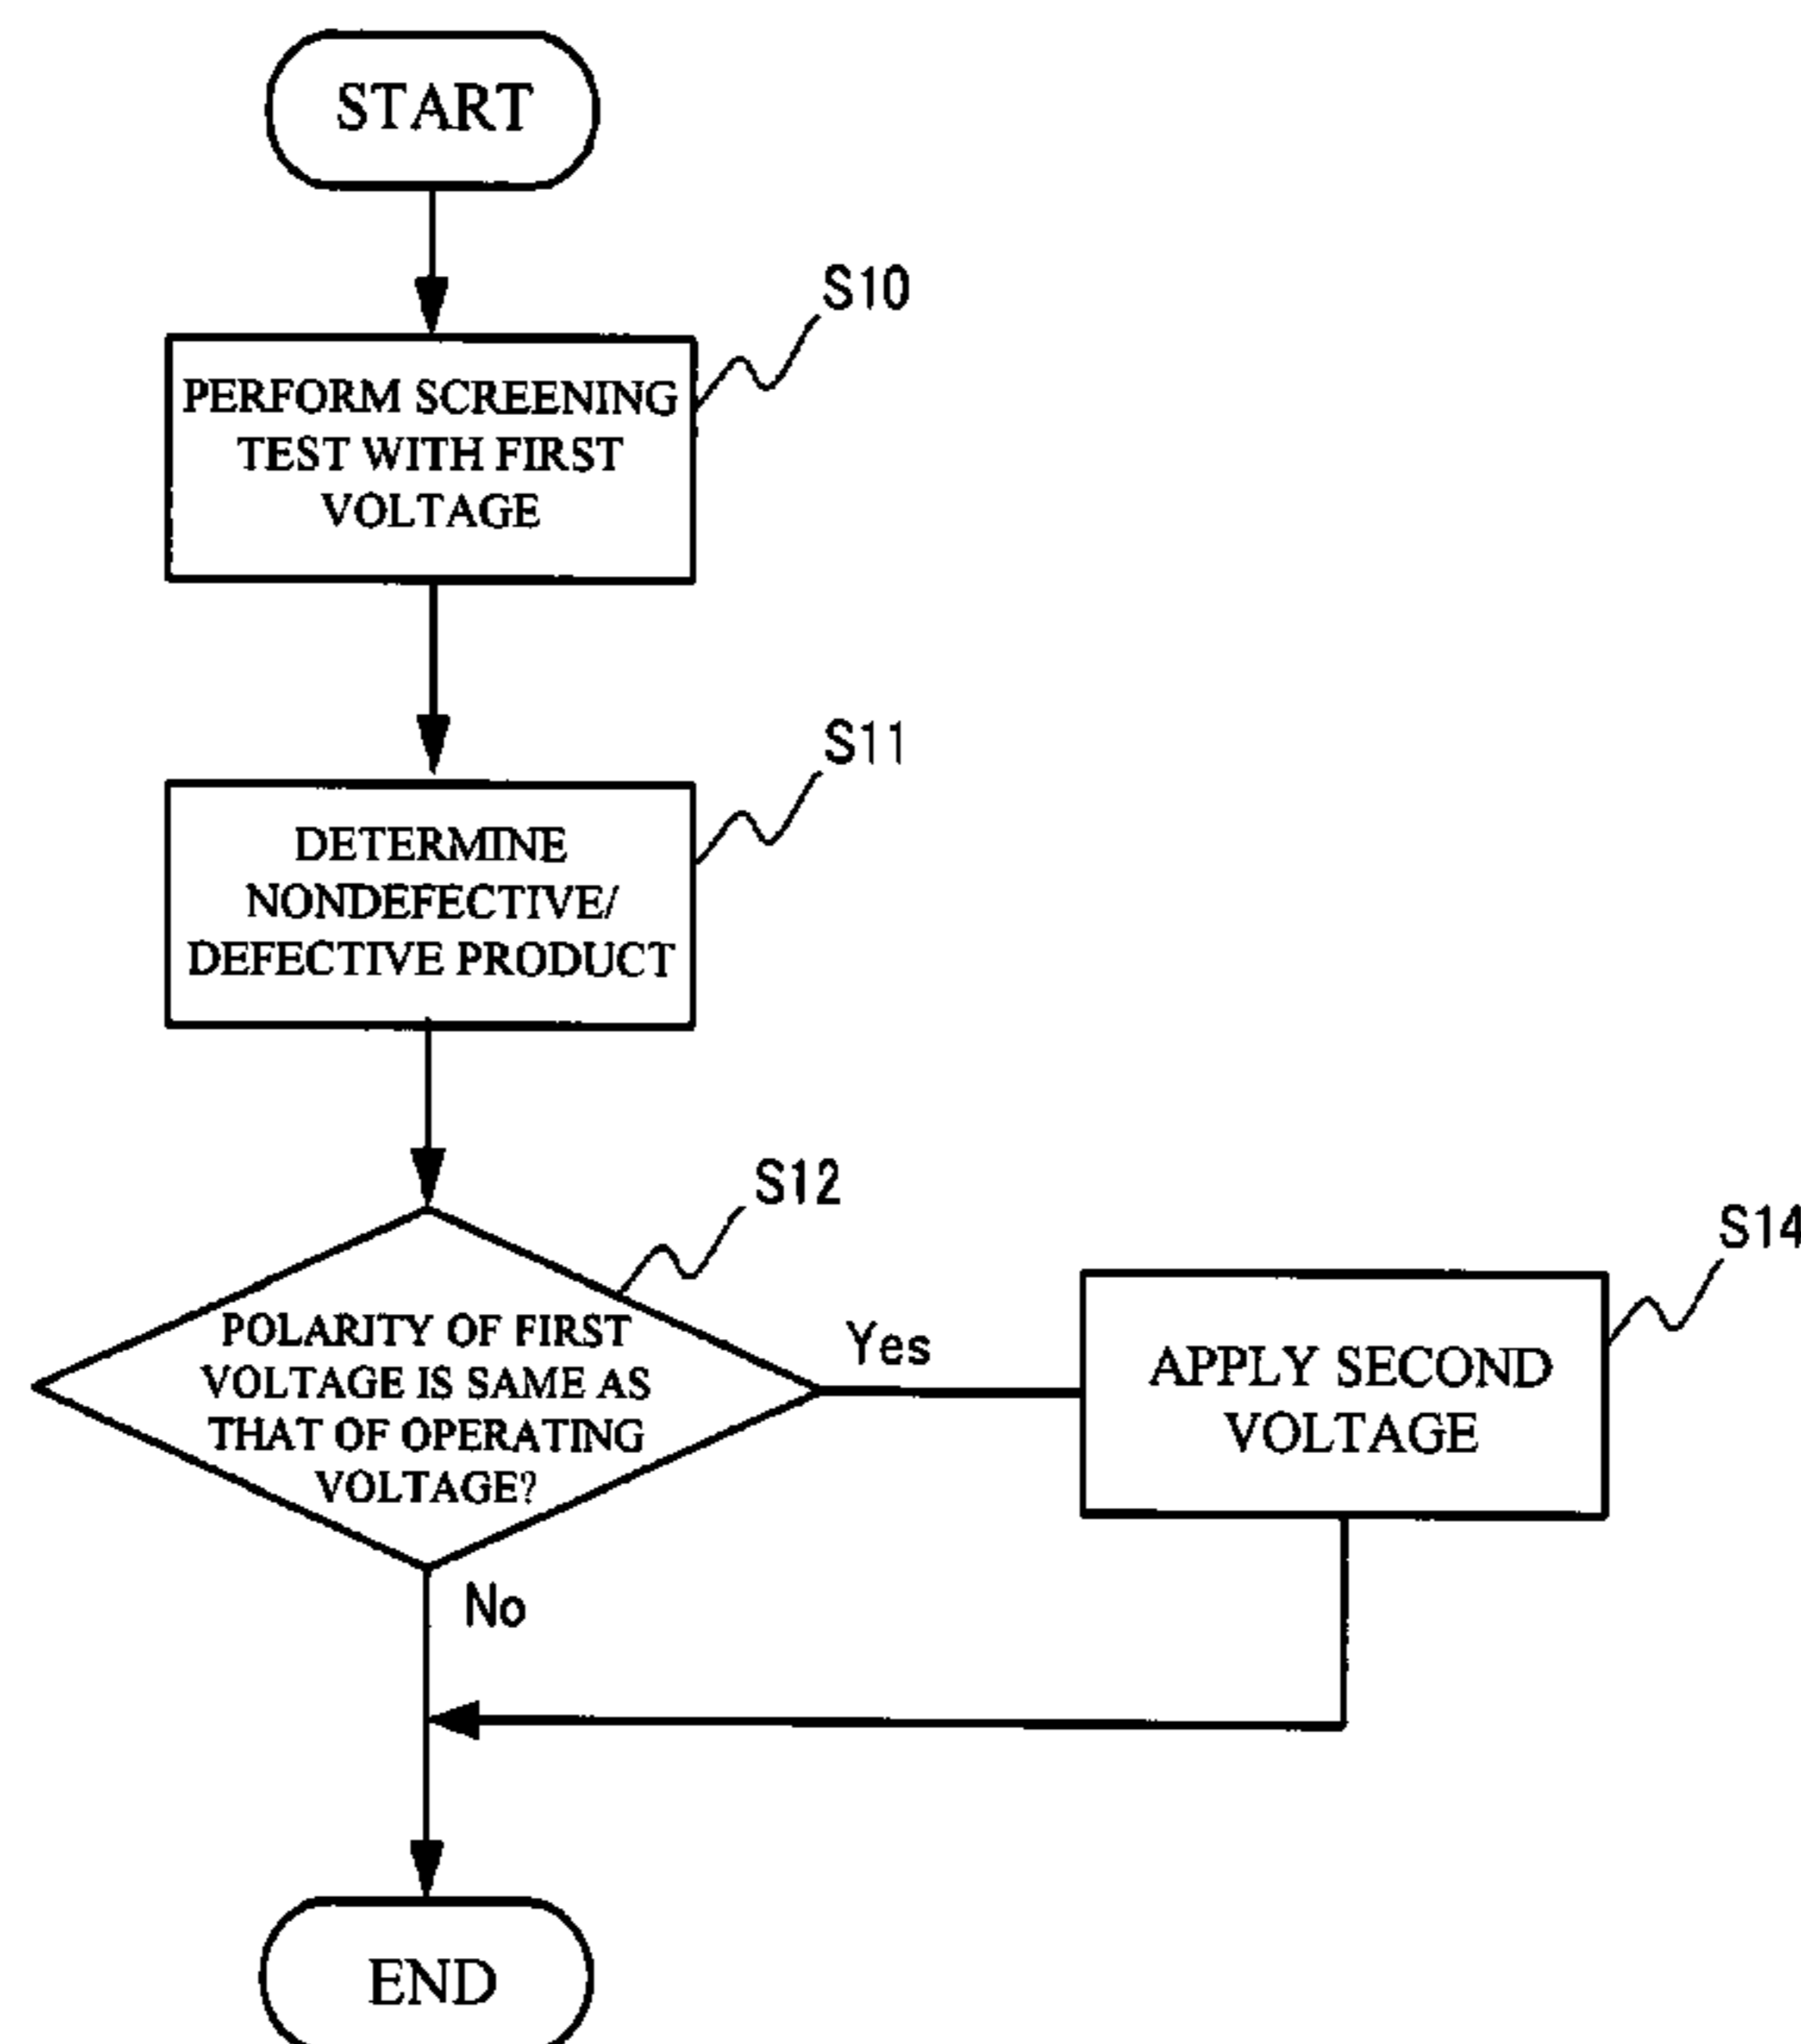 START
S10
PERFORM SCREENING
TEST WITH FIRST
VOLTAGE
S11
DETERMINE
NONDEFECTIVE/
DEFECTIVE PRODUCT
S12
POLARITY OF FIRST
VOLTAGE IS SAME AS
THAT OF OPERATING
VOLTAGE?
Yes
S14
APPLY SECOND
VOLTAGE
No
END